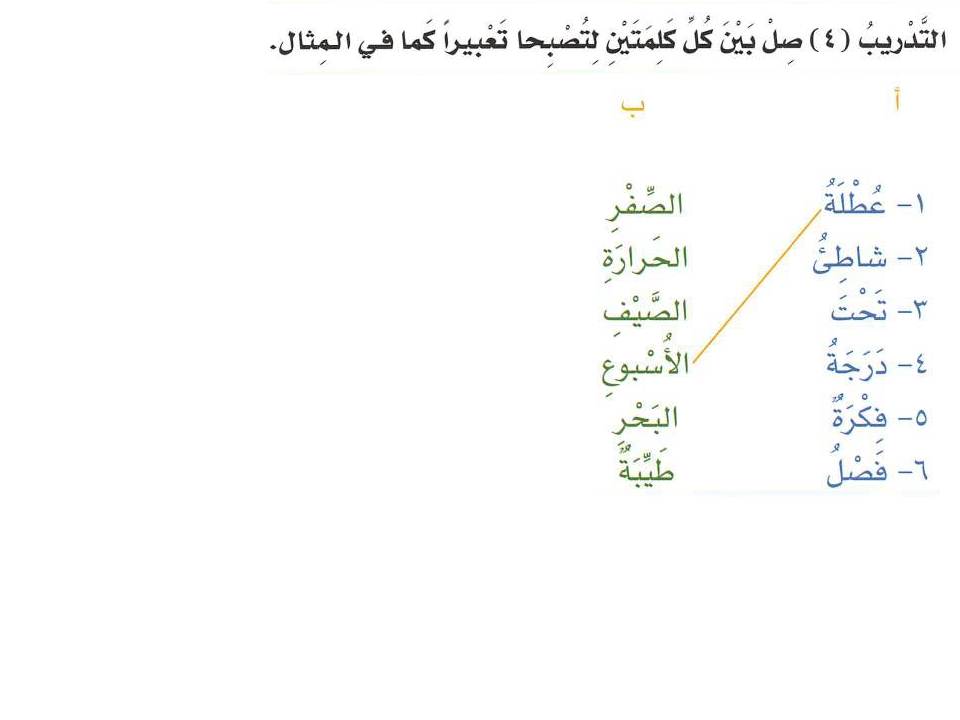 التَّدْريبُ (٤) صِلْ بَيْنَ كُلِّ كَلِمَتَيْنِ لِتُصْبِحا تَعْبيراً كَما في المِثال.
أ ب
١- عُطْلَةُ الصِّفْرِ
٢- شاطِئُ الحَرارَةِ
٣- تَحْتَ الصَّيْفِ
٤- دَرَجَةُ الأُسْبوعِ
٥- فِكْرَةٌ البَحْرِ
٦- فَصْلُ طَيِّبَةٌ